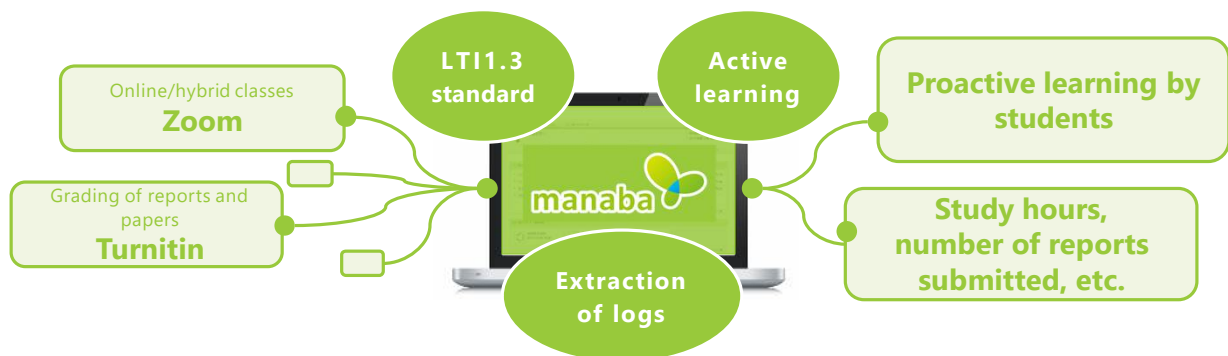 LTI1.3
standard
Active
learning
Online/hybrid classes
Zoom
Grading of reports and
papers
Turnitin
manaba
Proactive learning by
students
Study hours,
number of reports
submitted, etc.
Extraction
of logs